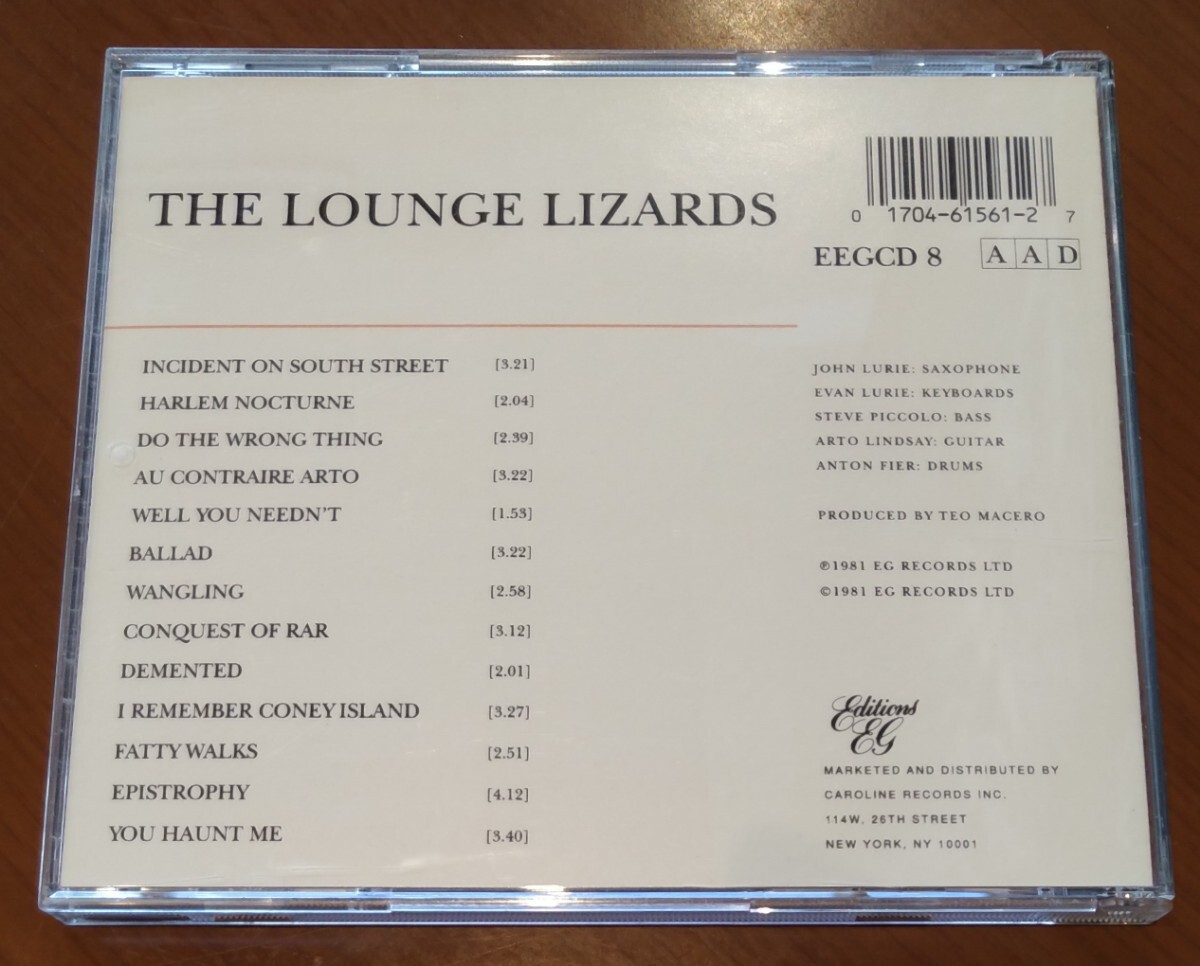 THE LOUNGE LIZARDS
0 1704-61561-2 7
EEGCD 8 A A D
INCIDENT ON SOUTH STREET [3.21]
HARLEM NOCTURNE [2.04]
DO THE WRONG THING [2.39]
AU CONTRAIRE ARTO [3.22]
WELL YOU NEEDN'T [1.53]
BALLAD [3.22]
WANGLING [2.58]
CONQUEST OF RAR [3.12]
DEMENTED [2.01]
I REMEMBER CONEY ISLAND [3.27]
FATTY WALKS [2.51]
EPISTROPHY [4.12]
YOU HAUNT ME [3.40]
JOHN LURIE: SAXOPHONE
EVAN LURIE: KEYBOARDS
STEVE PICCOLO: BASS
ARTO LINDSAY: GUITAR
ANTON FIER: DRUMS
PRODUCED BY TEO MACERO
℗1981 EG RECORDS LTD
©1981 EG RECORDS LTD
Editions
EG
MARKETED AND DISTRIBUTED BY
CAROLINE RECORDS INC.
114W. 26TH STREET
NEW YORK, NY 10001